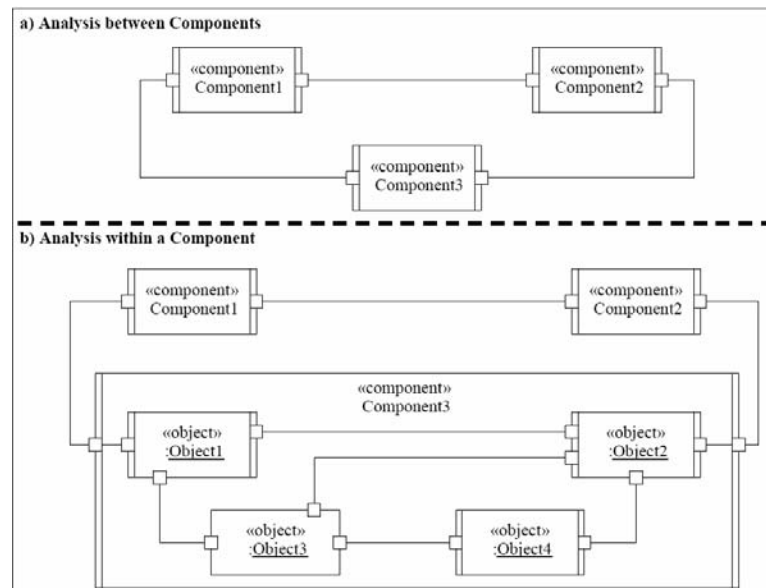 a) Analysis between Components
«component»
Component1
«component»
Component2
«component»
Component3
b) Analysis within a Component
«component»
Component1
«component»
Component2
«component»
Component3
«object»
:Object1
«object»
:Object2
«object»
:Object3
«object»
:Object4